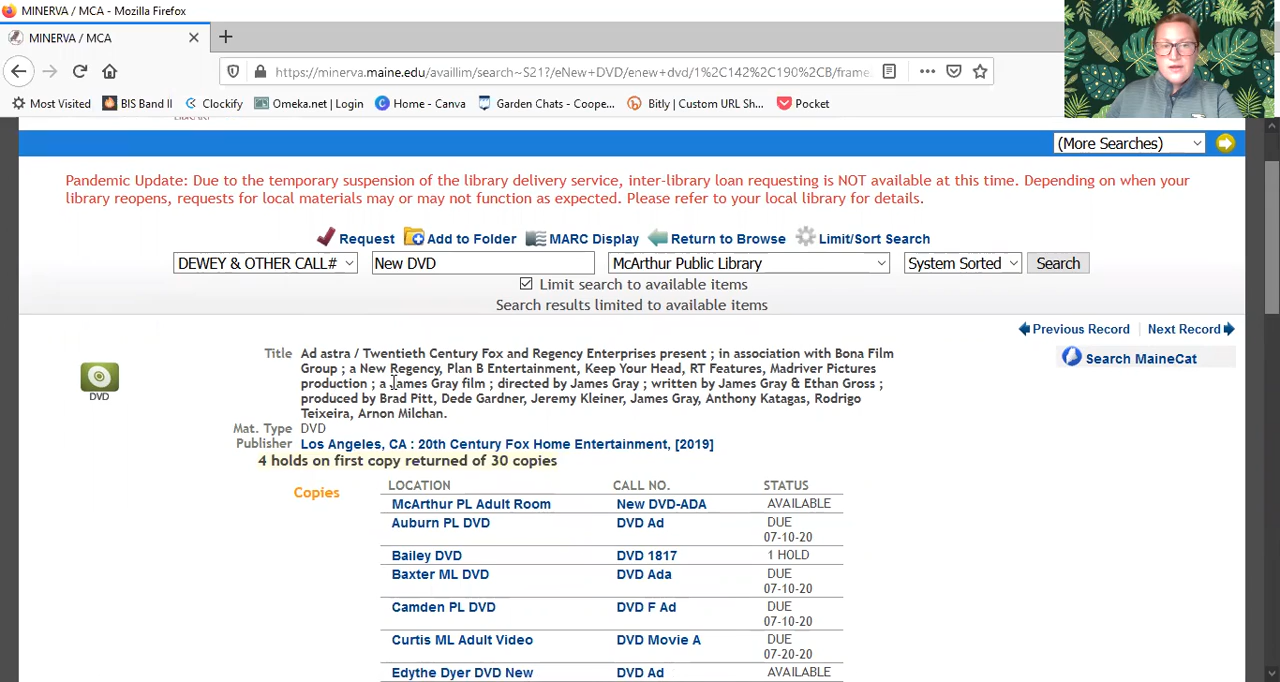 MINERVA / MCA - Mozilla Firefox
MINERVA / MCA
https://minerva.maine.edu/availlim/search~S21?/eNew DVD/enew dvd/1%2C142%2C190%2CB/frame
Most Visited BIS Band II Clockify Omeka.net | Login Home - Canva Garden Chats - Coope... Bitly | Custom URL Sh... Pocket
(More Searches)
Pandemic Update: Due to the temporary suspension of the library delivery service, inter-library loan requesting is NOT available at this time. Depending on when your
library reopens, requests for local materials may or may not function as expected. Please refer to your local library for details.
Request Add to Folder MARC Display Return to Browse Limit/Sort Search
DEWEY & OTHER CALL# New DVD McArthur Public Library System Sorted Search
Limit search to available items
Search results limited to available items
Previous Record Next Record
Title Ad astra / Twentieth Century Fox and Regency Enterprises present ; in association with Bona Film
Group ; a New Regency, Plan B Entertainment, Keep Your Head, RT Features, Madriver Pictures
production ; a James Gray film ; directed by James Gray ; written by James Gray & Ethan Gross ;
produced by Brad Pitt, Dede Gardner, Jeremy Kleiner, James Gray, Anthony Katagas, Rodrigo
Teixeira, Arnon Milchan.
Search MaineCat
DVD
Mat. Type DVD
Publisher Los Angeles, CA : 20th Century Fox Home Entertainment, [2019]
4 holds on first copy returned of 30 copies
Copies LOCATION CALL NO. STATUS
McArthur PL Adult Room New DVD-ADA AVAILABLE
Auburn PL DVD DVD Ad DUE
07-10-20
Bailey DVD DVD 1817 1 HOLD
Baxter ML DVD DVD Ada DUE
07-10-20
Camden PL DVD DVD F Ad DUE
07-10-20
Curtis ML Adult Video DVD Movie A DUE
07-20-20
Edythe Dyer DVD New DVD Ad AVAILABLE